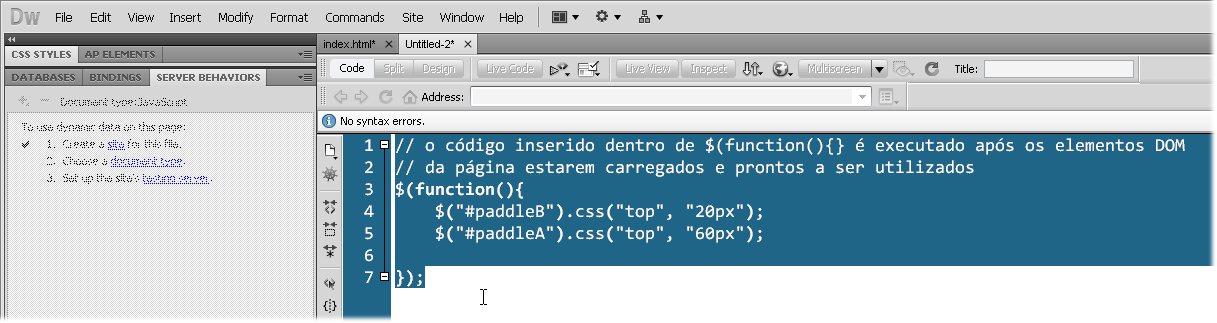 Dw File Edit View Insert Modify Format Commands Site Window Help
CSS STYLES AP ELEMENTS
DATABASES BINDINGS SERVER BEHAVIORS
Document type:JavaScript
To use dynamic data on this page:
1. Create a site for this file.
2. Choose a document type.
3. Set up the site's testing server.
index.html* Untitled-2*
Code Split Design Live Code Live View Inspect Multiscreen Title:
Address:
No syntax errors.
1 // o código inserido dentro de $(function(){} é executado após os elementos DOM
2 // da página estarem carregados e prontos a ser utilizados
3 $(function(){
4 $("#paddleB").css("top", "20px");
5 $("#paddleA").css("top", "60px");
6
7 });